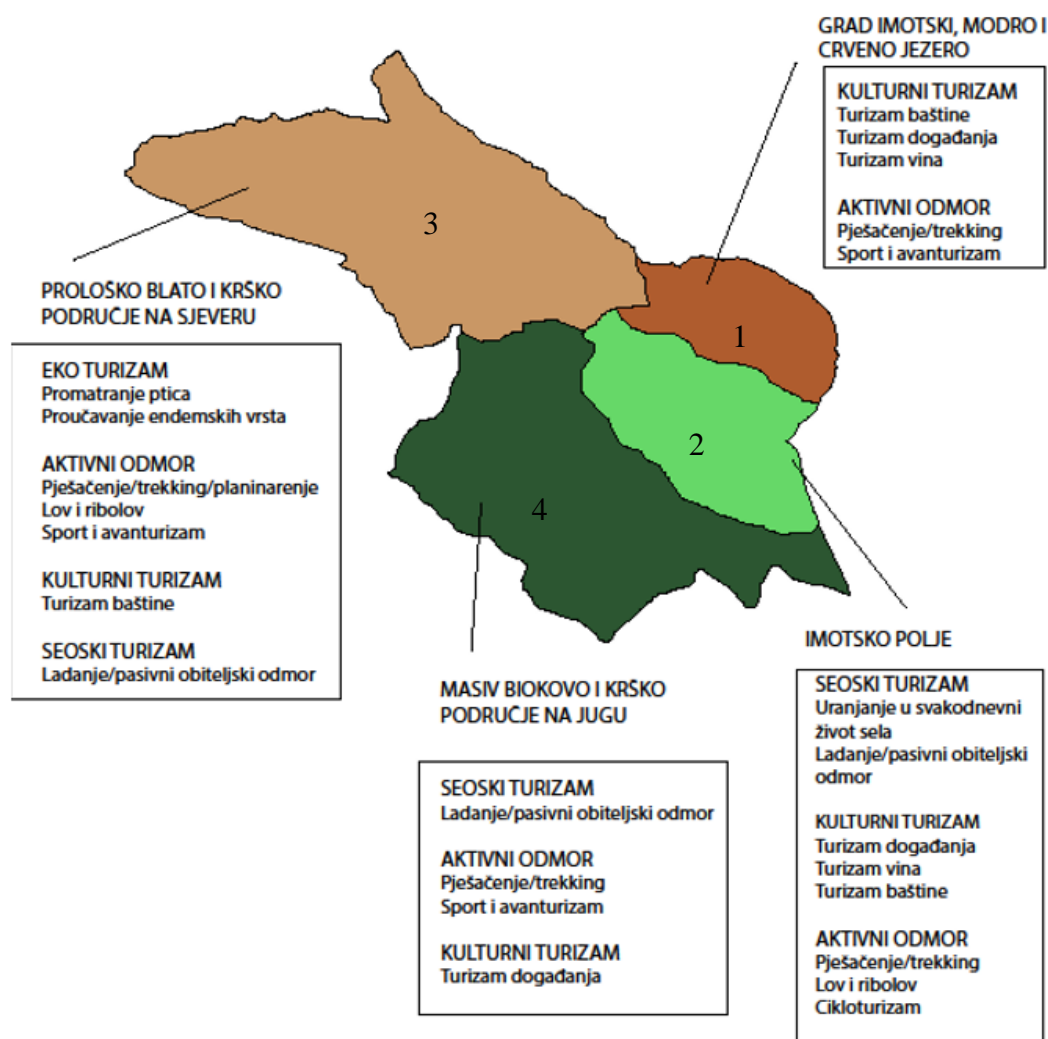 GRAD IMOTSKI, MODRO I
CRVENO JEZERO
KULTURNI TURIZAM
Turizam baštine
Turizam događanja
Turizam vina
AKTIVNI ODMOR
Pješačenje/trekking
Sport i avanturizam
3
1
2
4
PROLOŠKO BLATO I KRŠKO
PODRUČJE NA SJEVERU
EKO TURIZAM
Promatranje ptica
Proučavanje endemskih vrsta
AKTIVNI ODMOR
Pješačenje/trekking/planinarenje
Lov i ribolov
Sport i avanturizam
KULTURNI TURIZAM
Turizam baštine
SEOSKI TURIZAM
Ladanje/pasivni obiteljski odmor
MASIV BIOKOVO I KRŠKO
PODRUČJE NA JUGU
SEOSKI TURIZAM
Ladanje/pasivni obiteljski odmor
AKTIVNI ODMOR
Pješačenje/trekking
Sport i avanturizam
KULTURNI TURIZAM
Turizam događanja
IMOTSKO POLJE
SEOSKI TURIZAM
Uranjanje u svakodnevni
život sela
Ladanje/pasivni obiteljski
odmor
KULTURNI TURIZAM
Turizam događanja
Turizam vina
Turizam baštine
AKTIVNI ODMOR
Pješačenje/trekking
Lov i ribolov
Cikloturizam